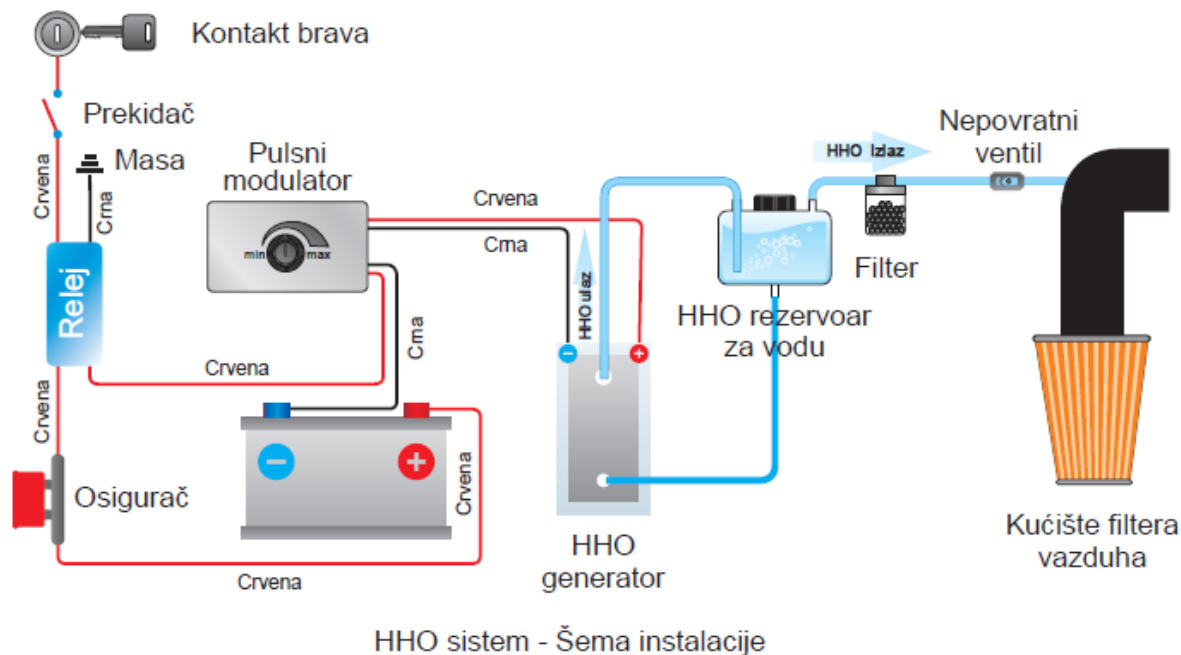 Kontakt brava
Prekidač
Masa
Crvena
Crna
Relej
Crvena
Osigurač
Pulsni
modulator
min
max
Crvena
Crna
Crvena
Crna
–
+
Crvena
Crvena
HHO ulaz
–
+
HHO
generator
HHO rezervoar
za vodu
HHO Izlaz
Filter
Nepovratni
ventil
Kućište filtera
vazduha
HHO sistem - Šema instalacije